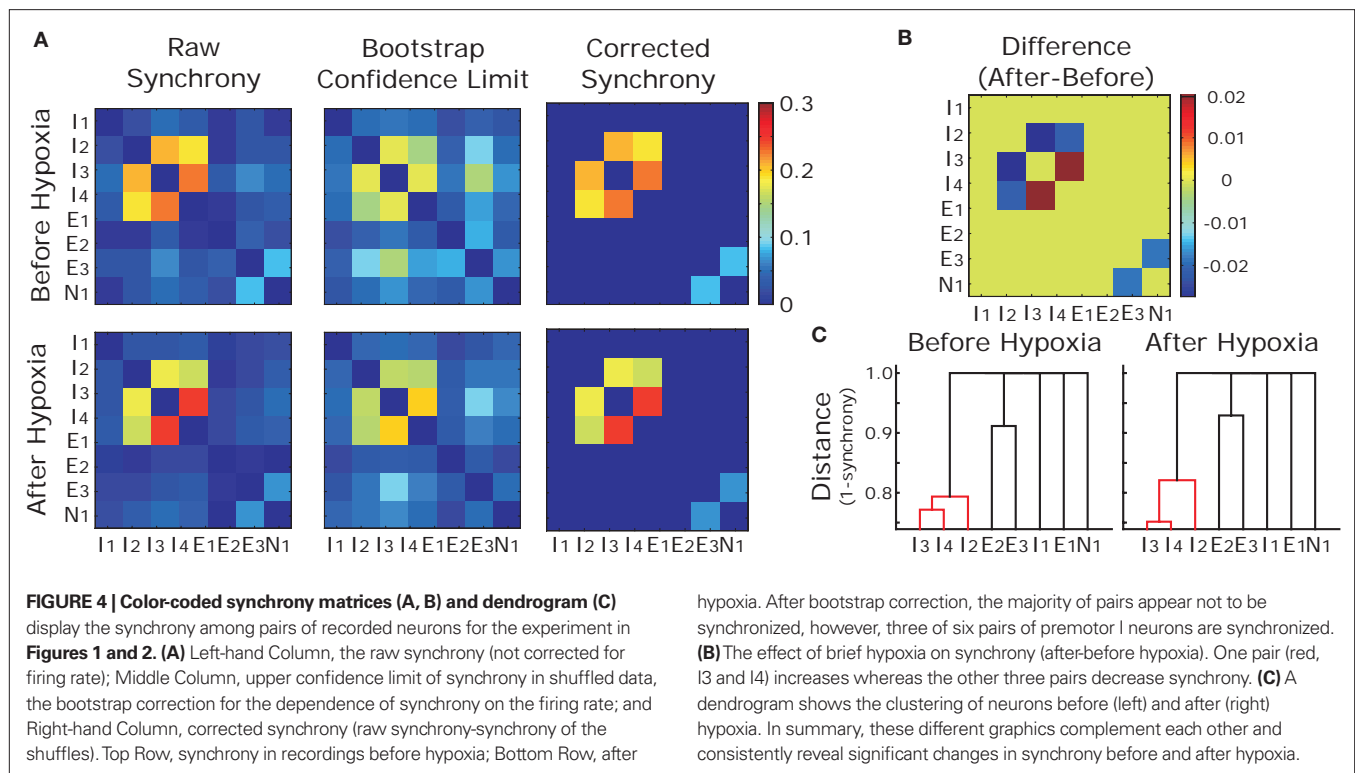 A
Raw
Synchrony
Bootstrap
Confidence Limit
Corrected
Synchrony
Before Hypoxia
I1
I2
I3
I4
E1
E2
E3
N1
0.3
0.2
0.1
0
After Hypoxia
I1
I2
I3
I4
E1
E2
E3
N1
I1 I2 I3 I4 E1 E2 E3 N1
I1 I2 I3 I4 E1 E2 E3 N1
I1 I2 I3 I4 E1 E2 E3 N1
B
Difference
(After-Before)
I1
I2
I3
I4
E1
E2
E3
N1
0.02
0.01
0
-0.01
-0.02
I1 I2 I3 I4 E1 E2 E3 N1
C
Before Hypoxia
After Hypoxia
Distance
(1-synchrony)
1.0
0.9
0.8
I3 I4 I2 E2 E3 I1 E1 N1
I3 I4 I2 E2 E3 I1 E1 N1
FIGURE 4 | Color-coded synchrony matrices (A, B) and dendrogram (C)
display the synchrony among pairs of recorded neurons for the experiment in
Figures 1 and 2. (A) Left-hand Column, the raw synchrony (not corrected for
firing rate); Middle Column, upper confidence limit of synchrony in shuffled data,
the bootstrap correction for the dependence of synchrony on the firing rate; and
Right-hand Column, corrected synchrony (raw synchrony-synchrony of the
shuffles). Top Row, synchrony in recordings before hypoxia; Bottom Row, after
hypoxia. After bootstrap correction, the majority of pairs appear not to be
synchronized, however, three of six pairs of premotor I neurons are synchronized.
(B) The effect of brief hypoxia on synchrony (after-before hypoxia). One pair (red,
I3 and I4) increases whereas the other three pairs decrease synchrony. (C) A
dendrogram shows the clustering of neurons before (left) and after (right)
hypoxia. In summary, these different graphics complement each other and
consistently reveal significant changes in synchrony before and after hypoxia.